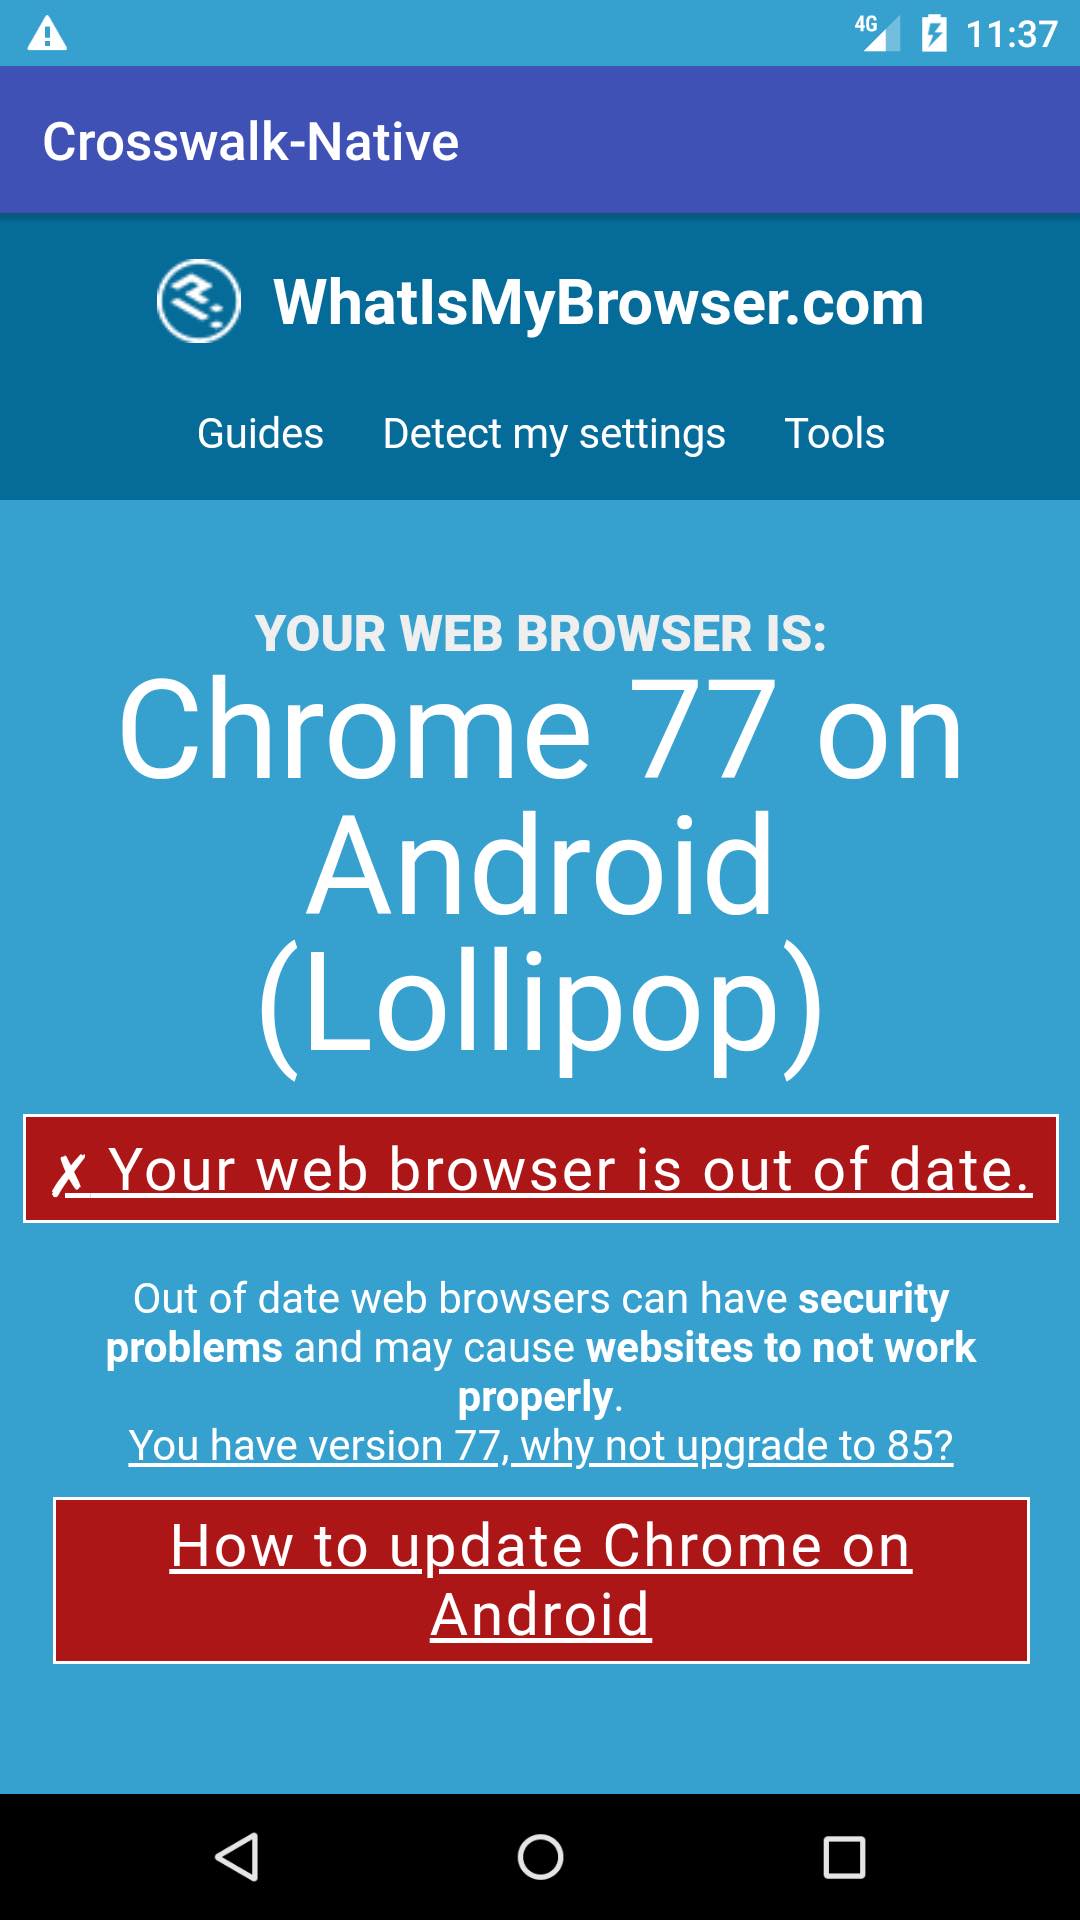 4G 11:37
Crosswalk-Native
WhatIsMyBrowser.com
Guides Detect my settings Tools
YOUR WEB BROWSER IS:
Chrome 77 on
Android
(Lollipop)
✗ Your web browser is out of date.
Out of date web browsers can have security
problems and may cause websites to not work
properly.
You have version 77, why not upgrade to 85?
How to update Chrome on
Android